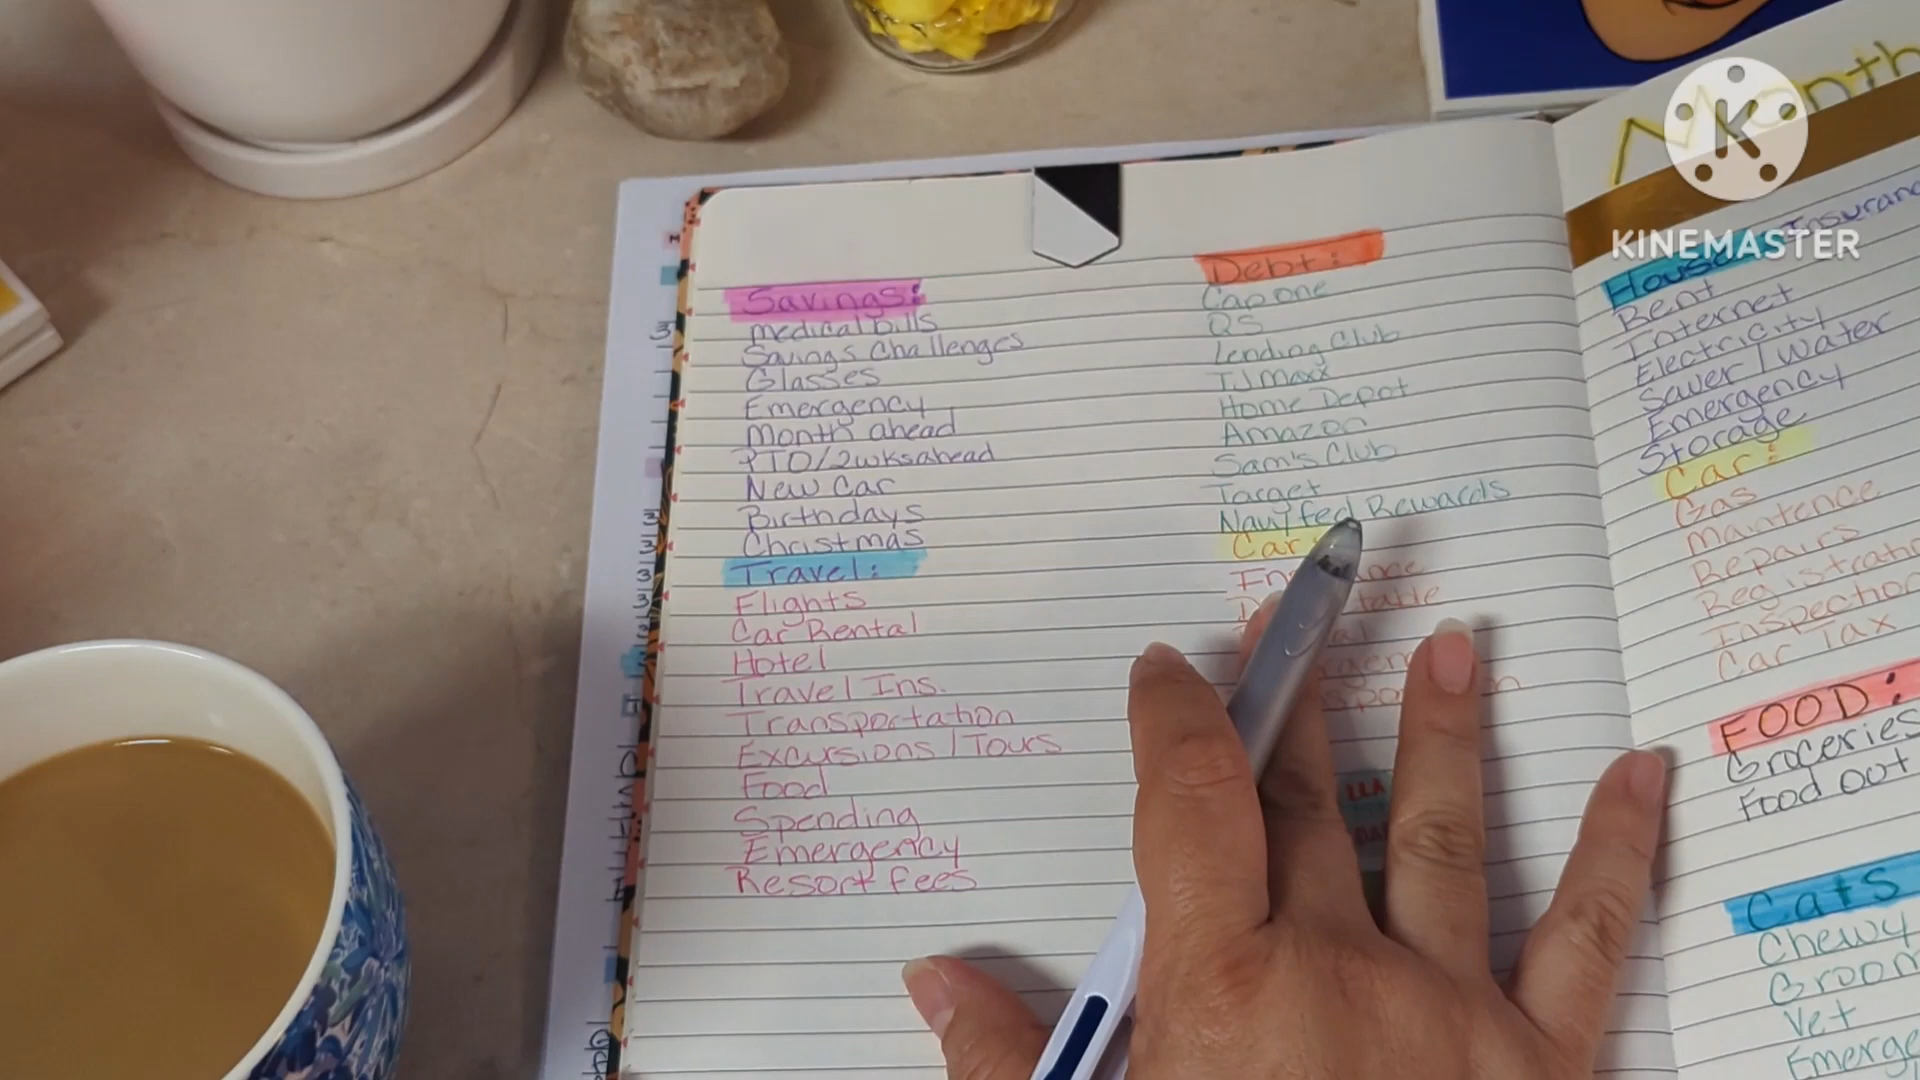 Savings:
medical bills
Savings Challenges
Glasses
Emergency
Month ahead
PTO/2wksahead
New Car
Birthdays
Christmas
Travel:
Flights
Car Rental
Hotel
Travel Ins.
Transportation
Excursions / Tours
Food
Spending
Emergency
Resort fees
Debt:
Cap one
QS
Lending Club
TJ Maxx
Home Depot
Amazon
Sam's Club
Target
Navy fed Rewards
Car
KINEMASTER
Rent
Internet
Electricity
Sewer / Water
Emergency
Storage
Car:
Gas
Maintence
Repairs
Inspection
Car Tax
FOOD:
Groceries
Food out
Cats
Chewy
Vet